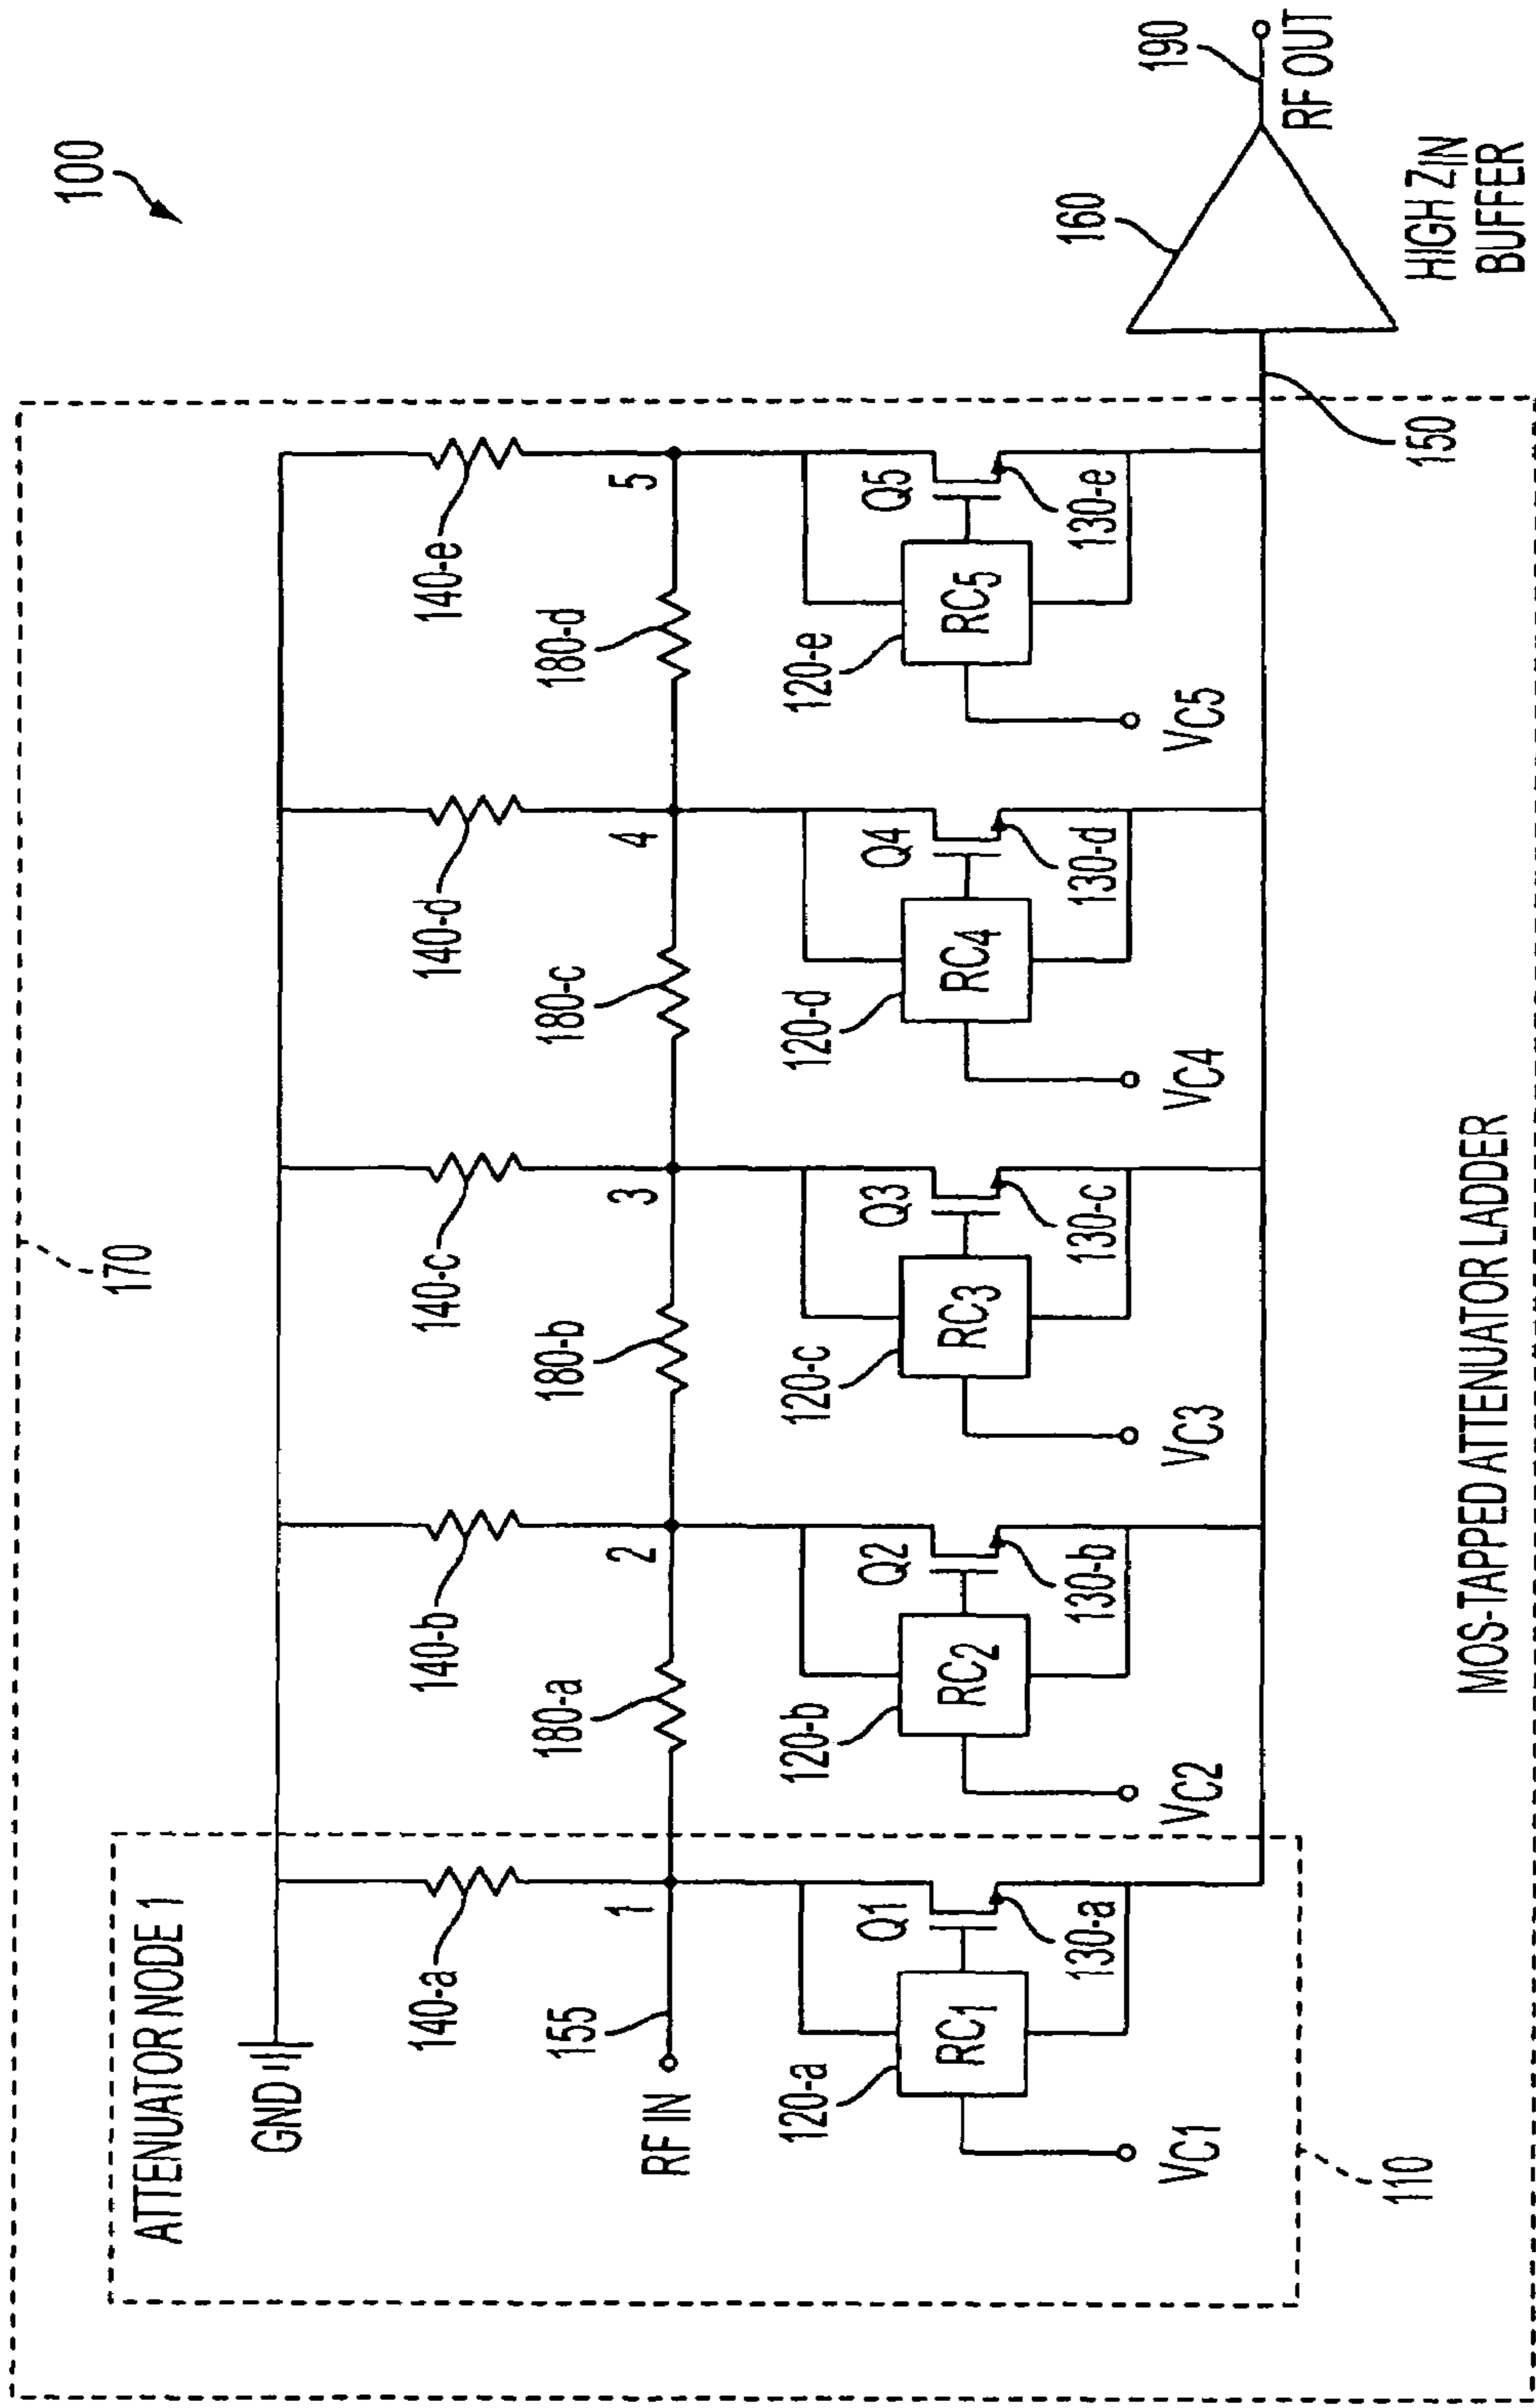 100
170
ATTENUATOR NODE 1
GND
140-a
140-b
140-c
140-d
140-e
RF IN
155
1
180-a
2
180-b
3
180-c
4
180-d
5
120-a
RC1
Q1
130-a
VC1
120-b
RC2
Q2
130-b
VC2
120-c
RC3
Q3
130-c
VC3
120-d
RC4
Q4
130-d
VC4
120-e
RC5
Q5
130-e
VC5
110
150
160
190
RF OUT
HIGH ZIN
BUFFER
MOS-TAPPED ATTENUATOR LADDER